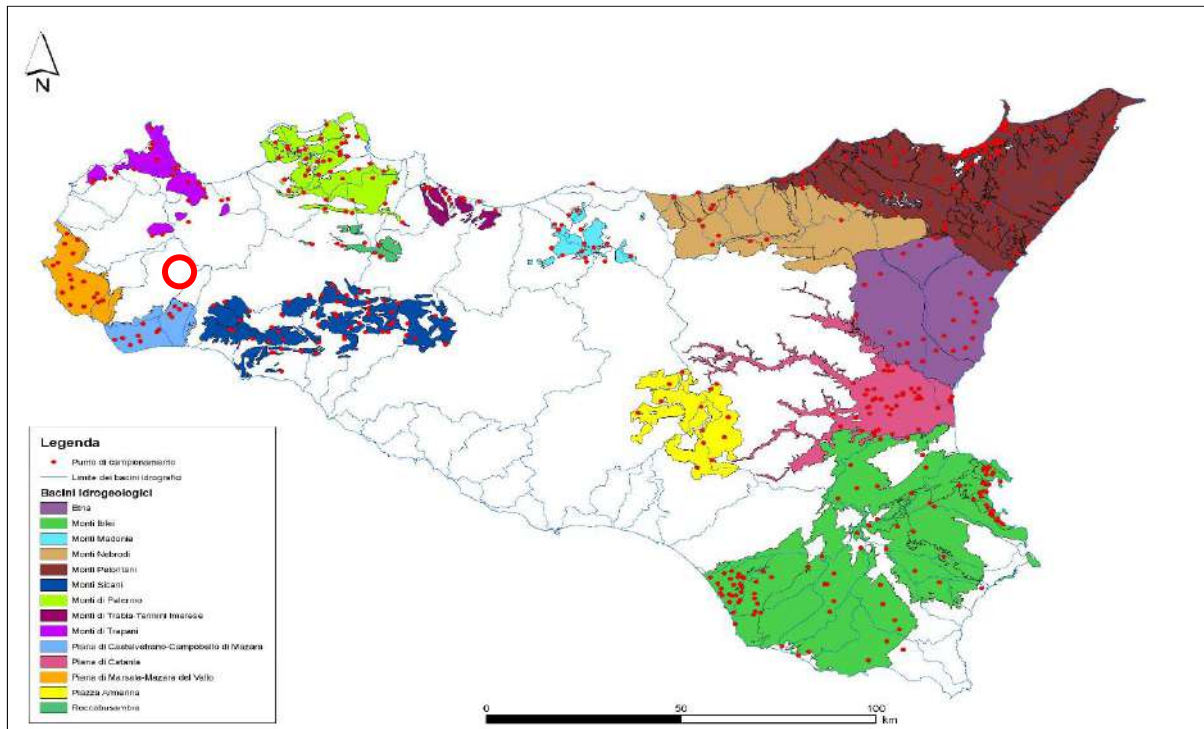 N
Legenda
Punto di campionamento
Limite dei bacini idrografici
Bacini Idrogeologici
Etna
Monti Iblei
Monti Madonie
Monti Nebrodi
Monti Peloritani
Monti Sicani
Monti di Palermo
Monti di Trabia-Termini Imerese
Monti di Trapani
Piana di Castelvetrano-Campobello di Mazara
Piana di Catania
Piana di Marsala-Mazara del Vallo
Piazza Armerina
Roccabusambra
0 50 100
km